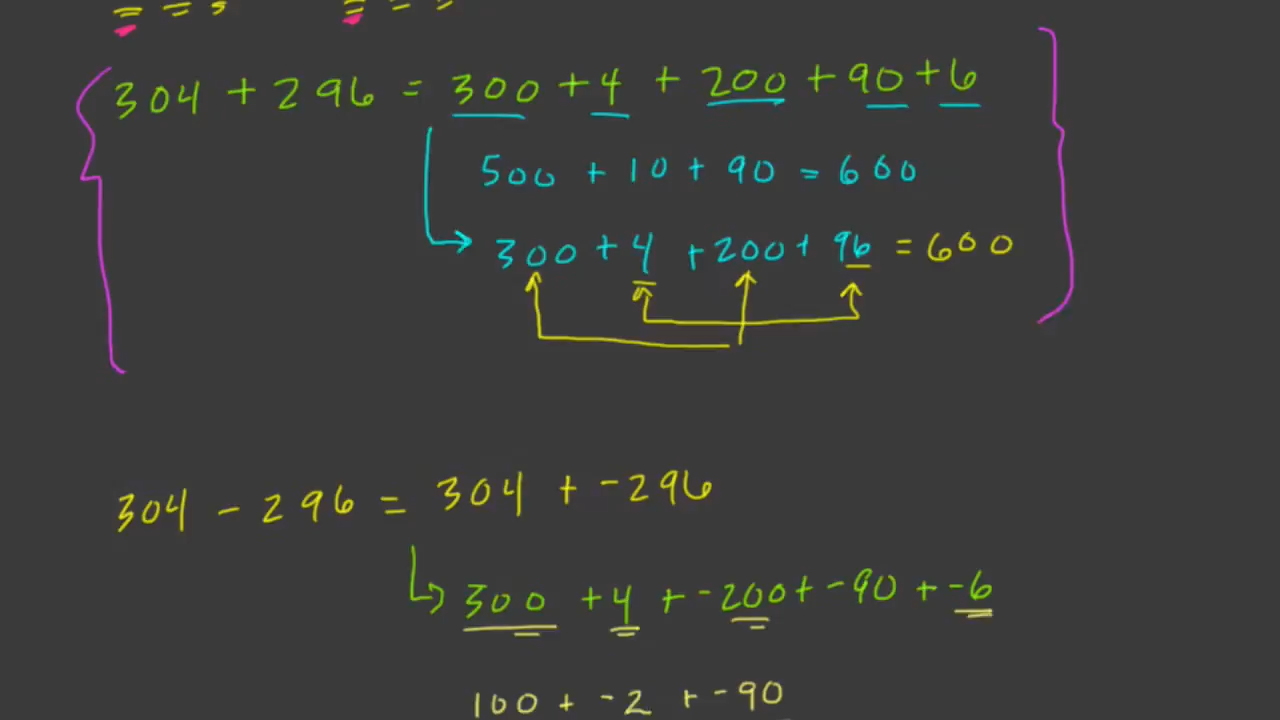 304 + 296 = 300 + 4 + 200 + 90 + 6
500 + 10 + 90 = 600
300 + 4 + 200 + 96 = 600
304 - 296 = 304 + -296
300 + 4 + -200 + -90 + -6
100 + -2 + -90